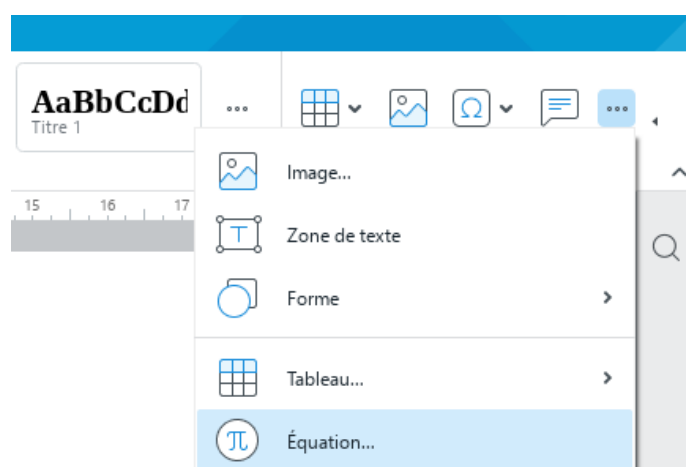 AaBbCcDd
Titre 1
Image...
15 16 17
Zone de texte
Forme
Tableau...
Équation...